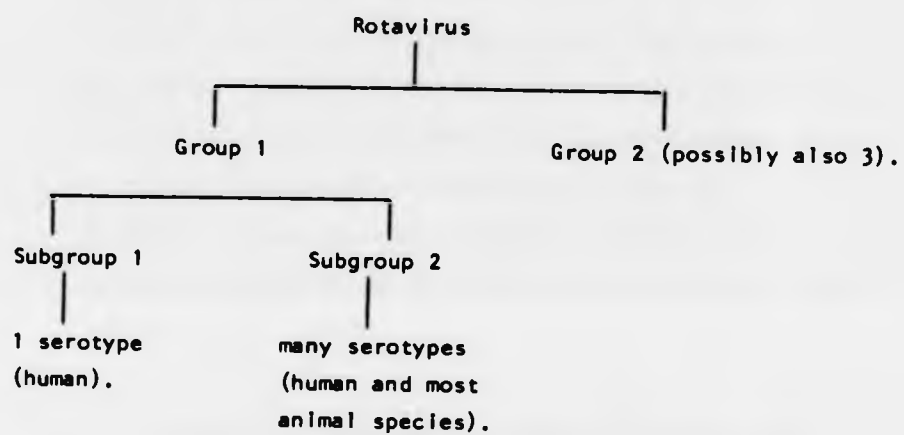 Rotavirus
Group 1
Group 2 (possibly also 3).
Subgroup 1
Subgroup 2
1 serotype
(human).
many serotypes
(human and most
animal species).